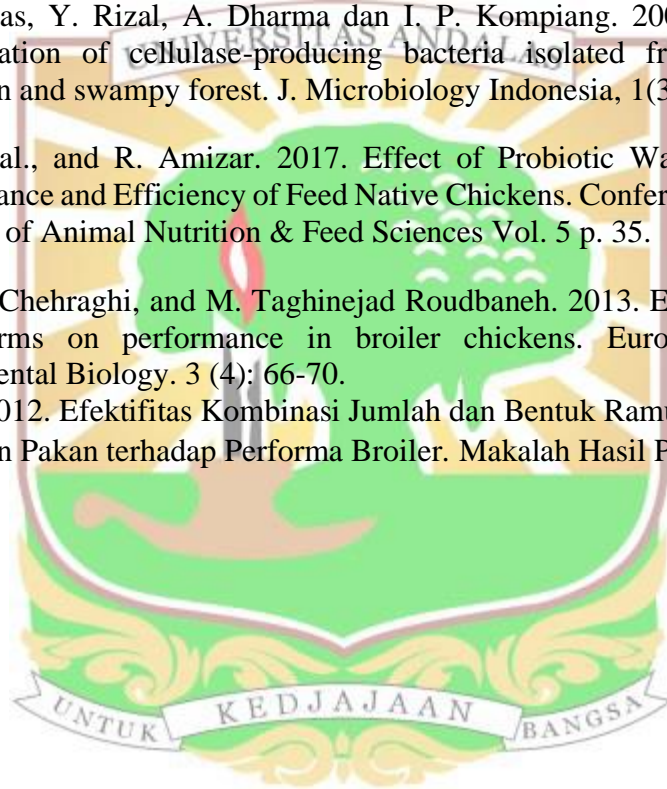 as, Y. Rizal, A. Dharma dan I. P. Kompiang. 200
ation of cellulase-producing bacteria isolated fr
UNIVERSITAS ANDALAS
n and swampy forest. J. Microbiology Indonesia, 1(3
al., and R. Amizar. 2017. Effect of Probiotic Wa
ance and Efficiency of Feed Native Chickens. Confer
of Animal Nutrition & Feed Sciences Vol. 5 p. 35.
Chehraghi, and M. Taghinejad Roudbaneh. 2013. E
rms on performance in broiler chickens. Euro
ental Biology. 3 (4): 66-70.
012. Efektifitas Kombinasi Jumlah dan Bentuk Ramu
n Pakan terhadap Performa Broiler. Makalah Hasil P
UNTUK KEDJAJAAN BANGSA